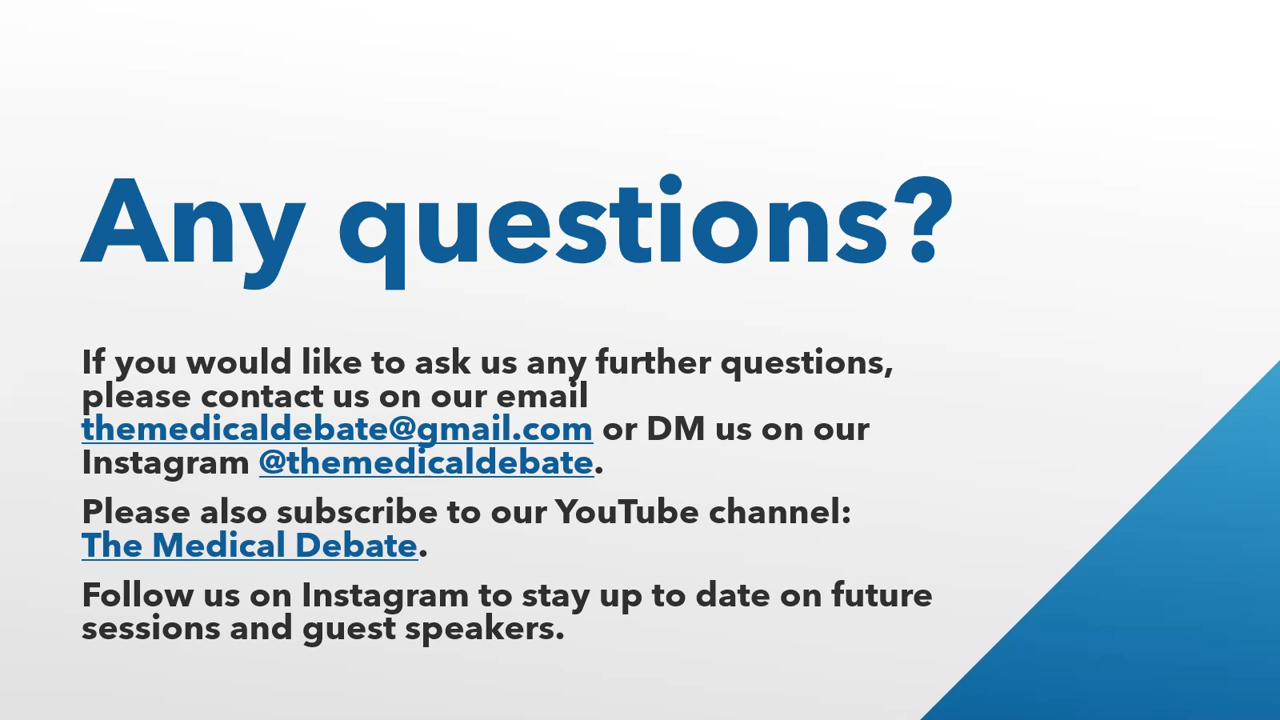 Any questions?
If you would like to ask us any further questions,
please contact us on our email
themedicaldebate@gmail.com or DM us on our
Instagram @themedicaldebate.
Please also subscribe to our YouTube channel:
The Medical Debate.
Follow us on Instagram to stay up to date on future
sessions and guest speakers.